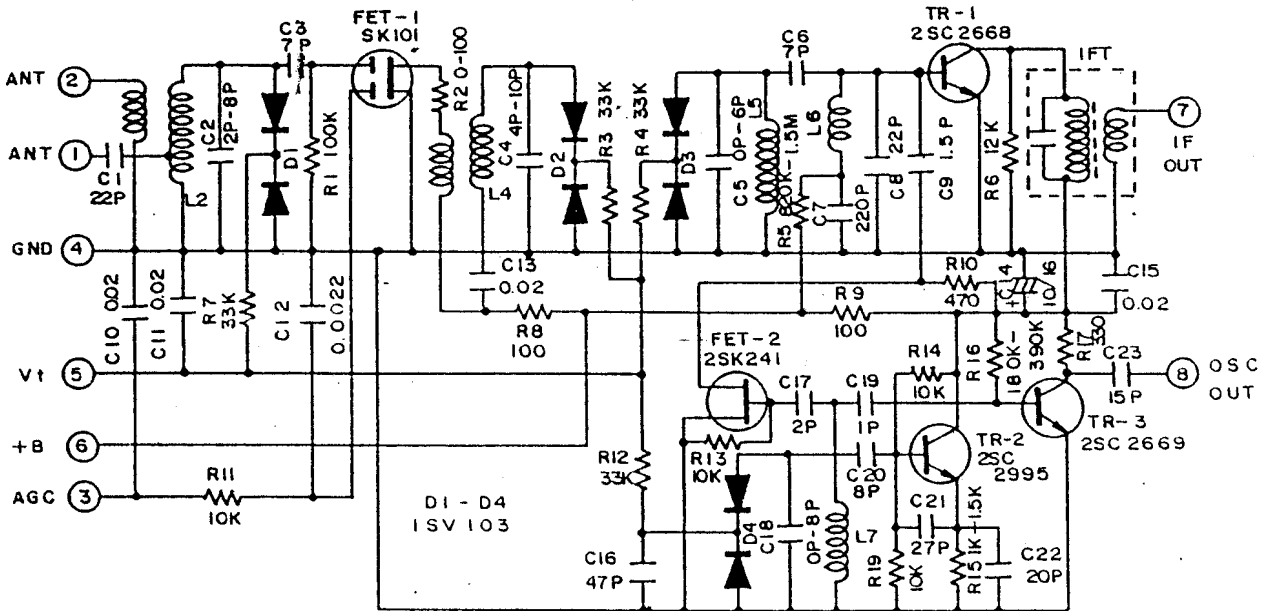 FET-1
SK101
TR-1
2SC2668
ANT 2
ANT 1
C1
22P
L2
C2
2P-8P
D1
C3
7P
R1 100K
R2 0-100
L4
C4
4P-10P
D2
R3 33K
R4 33K
D3
C5 0P-6P
L5
R5 820K-1.5M
C6
7P
L6
C7
220P
C8 22P
C9 1.5P
R6 12K
IFT
7
IF
OUT
GND 4
C10 0.02
C11 0.02
R7
33K
C12
0.0022
C13
0.02
R8
100
R9
100
R10
470
+C14
10/16
C15
0.02
Vt 5
+B 6
AGC 3
R11
10K
D1-D4
1SV103
FET-2
2SK241
R12
33K
R13
10K
C16
47P
D4
C17
2P
C18
0P-8P
C19
1P
C20
8P
L7
R14
10K
R16
180K-
390K
R17
330
C23
15P
8 OSC
OUT
TR-3
2SC2669
TR-2
2SC
2995
C21
27P
R19
10K
R15 1K-1.5K
C22
20P